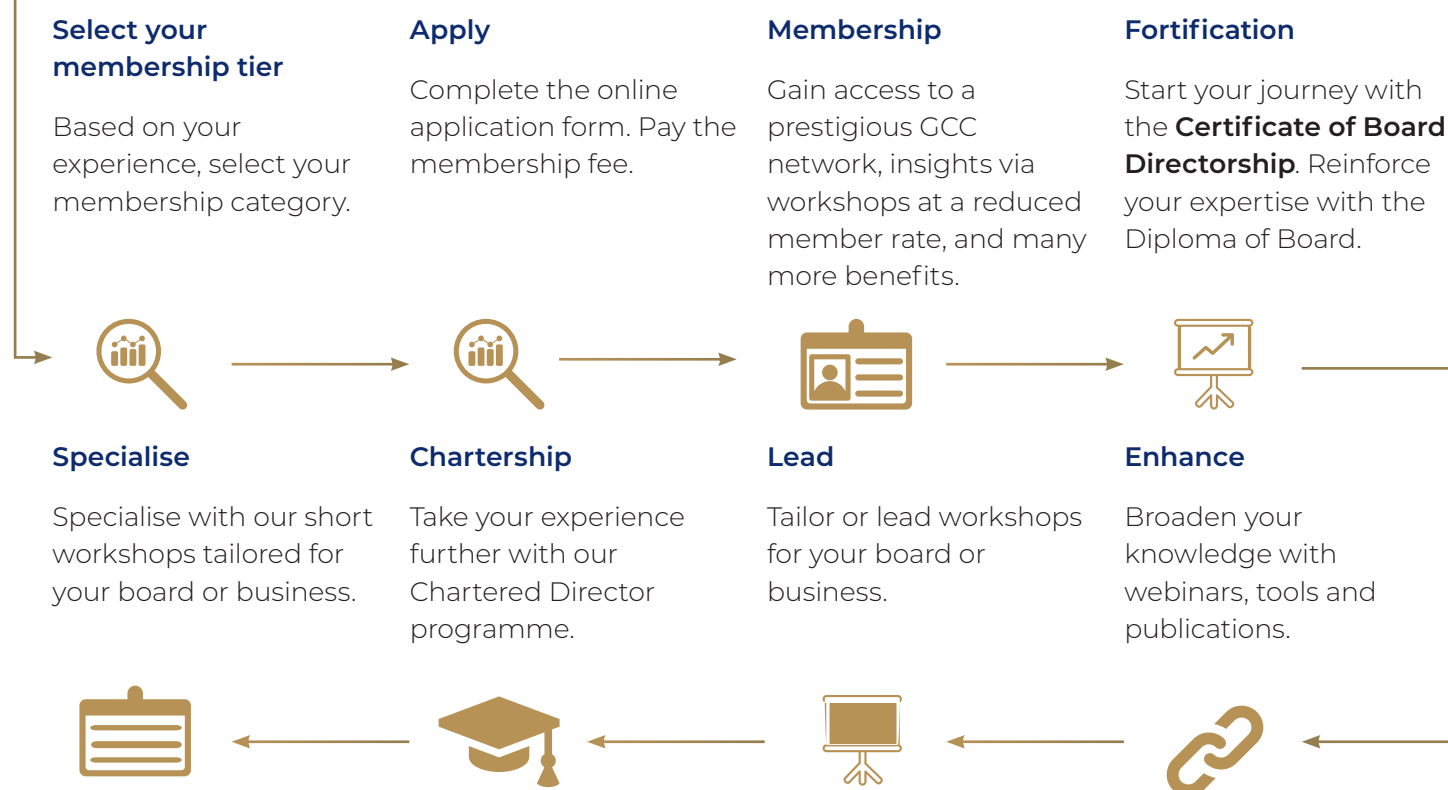 Select your
membership tier
Based on your
experience, select your
membership category.
Apply
Complete the online
application form. Pay the
membership fee.
Membership
Gain access to a
prestigious GCC
network, insights via
workshops at a reduced
member rate, and many
more benefits.
Fortification
Start your journey with
the Certificate of Board
Directorship. Reinforce
your expertise with the
Diploma of Board.
Specialise
Specialise with our short
workshops tailored for
your board or business.
Chartership
Take your experience
further with our
Chartered Director
programme.
Lead
Tailor or lead workshops
for your board or
business.
Enhance
Broaden your
knowledge with
webinars, tools and
publications.